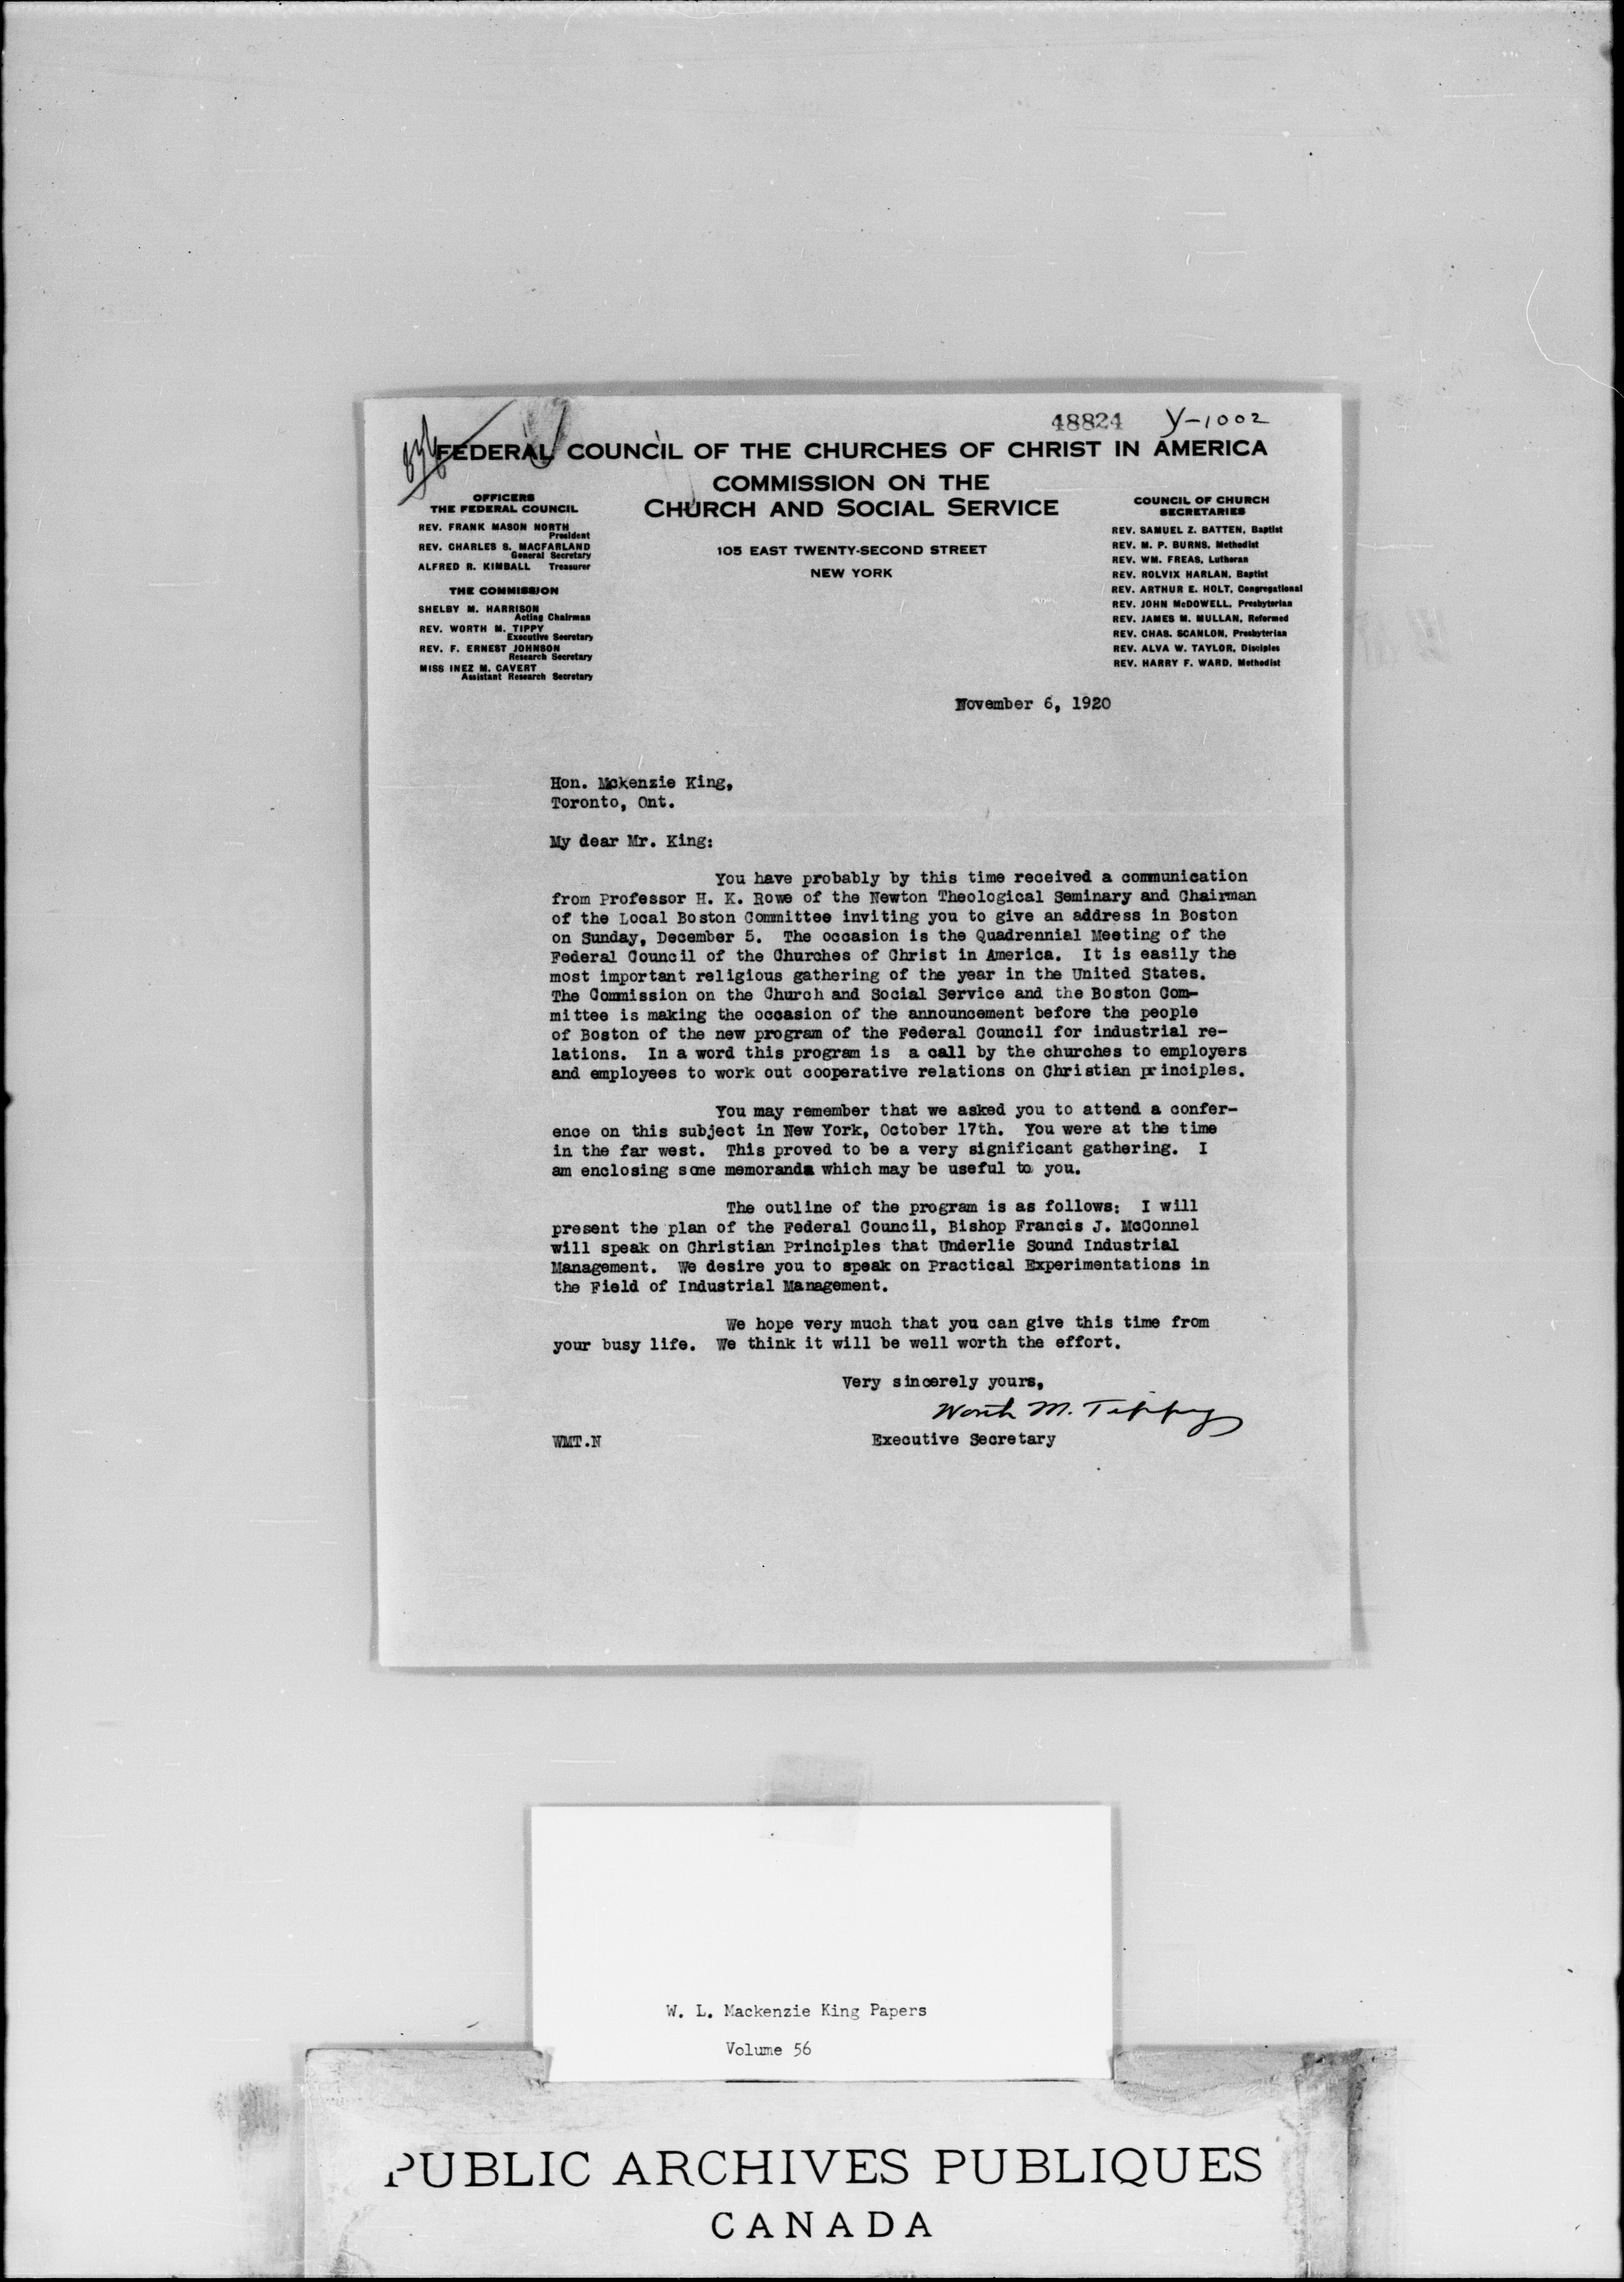 48824 Y-1002
FEDERAL COUNCIL OF THE CHURCHES OF CHRIST IN AMERICA
COMMISSION ON THE
CHURCH AND SOCIAL SERVICE
105 EAST TWENTY-SECOND STREET
NEW YORK
OFFICERS
THE FEDERAL COUNCIL
REV. FRANK MASON NORTH
President
REV. CHARLES S. MACFARLAND
General Secretary
ALFRED R. KIMBALL Treasurer
THE COMMISSION
SHELBY M. HARRISON
Acting Chairman
REV. WORTH M. TIPPY
Executive Secretary
REV. F. ERNEST JOHNSON
Research Secretary
MISS INEZ M. CAVERT
Assistant Research Secretary
COUNCIL OF CHURCH
SECRETARIES
REV. SAMUEL Z. BATTEN, Baptist
REV. M. P. BURNS, Methodist
REV. WM. FREAS, Lutheran
REV. ROLVIX HARLAN, Baptist
REV. ARTHUR E. HOLT, Congregational
REV. JOHN McDOWELL, Presbyterian
REV. JAMES M. MULLAN, Reformed
REV. CHAS. SCANLON, Presbyterian
REV. ALVA W. TAYLOR, Disciples
REV. HARRY F. WARD, Methodist
November 6, 1920
Hon. Mckenzie King,
Toronto, Ont.
My dear Mr. King:
You have probably by this time received a communication
from Professor H. K. Rowe of the Newton Theological Seminary and Chairman
of the Local Boston Committee inviting you to give an address in Boston
on Sunday, December 5. The occasion is the Quadrennial Meeting of the
Federal Council of the Churches of Christ in America. It is easily the
most important religious gathering of the year in the United States.
The Commission on the Church and Social Service and the Boston Com-
mittee is making the occasion of the announcement before the people
of Boston of the new program of the Federal Council for industrial re-
lations. In a word this program is a call by the churches to employers
and employees to work out cooperative relations on Christian principles.
You may remember that we asked you to attend a confer-
ence on this subject in New York, October 17th. You were at the time
in the far west. This proved to be a very significant gathering. I
am enclosing some memoranda which may be useful to you.
The outline of the program is as follows: I will
present the plan of the Federal Council, Bishop Francis J. McConnel
will speak on Christian Principles that Underlie Sound Industrial
Management. We desire you to speak on Practical Experimentations in
the Field of Industrial Management.
We hope very much that you can give this time from
your busy life. We think it will be well worth the effort.
Very sincerely yours,
Worth M. Tippy
WMT.N Executive Secretary
W. L. Mackenzie King Papers
Volume 56
PUBLIC ARCHIVES PUBLIQUES
CANADA